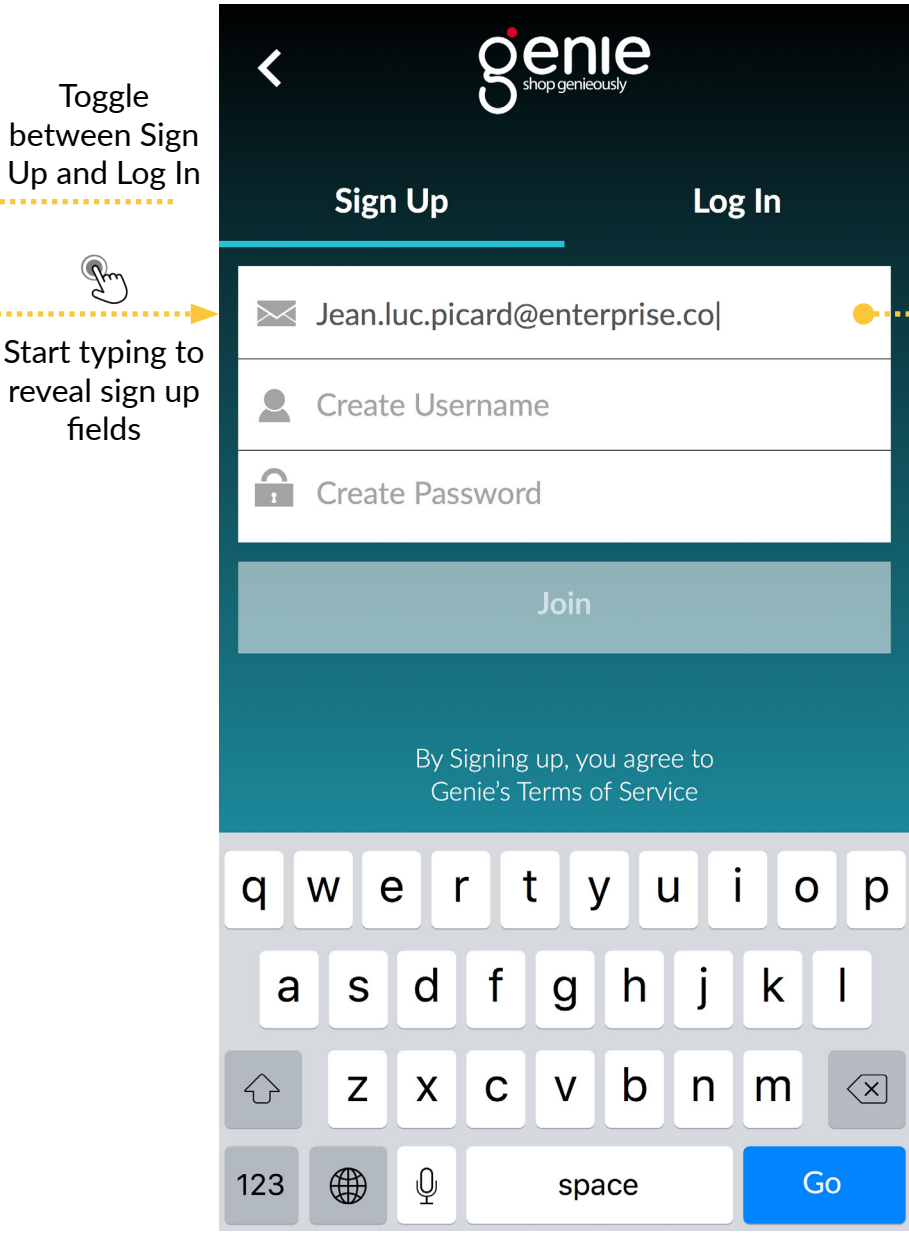 genie
shop genieously
Toggle
between Sign
Up and Log In
Sign Up
Log In
Jean.luc.picard@enterprise.co
Start typing to
reveal sign up
fields
Create Username
Create Password
Join
By Signing up, you agree to
Genie's Terms of Service
q w e r t y u i o p
a s d f g h j k l
z x c v b n m
123 space Go